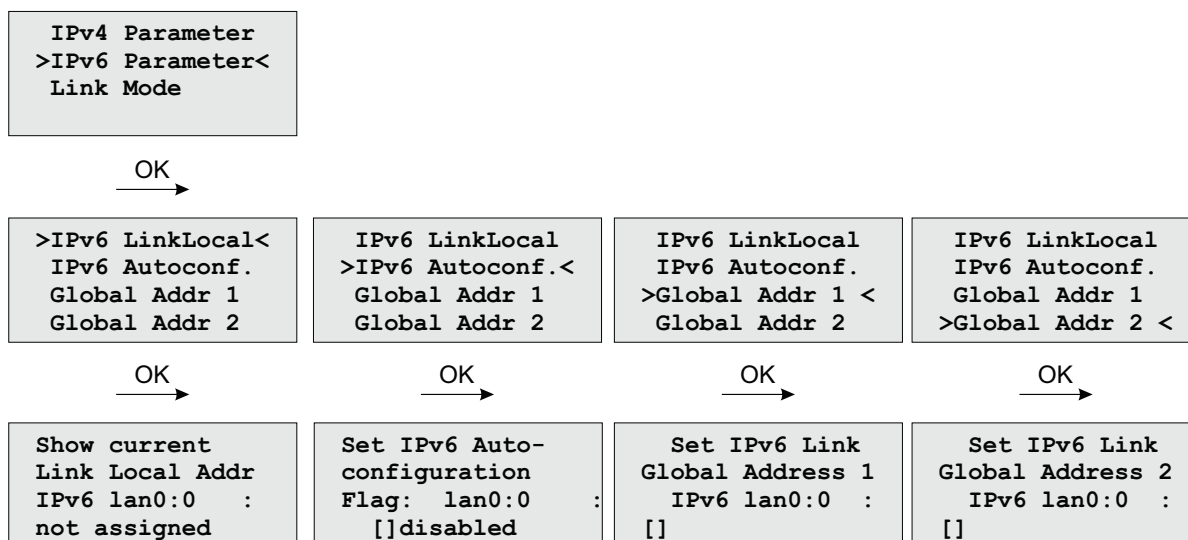 IPv4 Parameter
>IPv6 Parameter<
Link Mode
OK
>IPv6 LinkLocal<
IPv6 Autoconf.
Global Addr 1
Global Addr 2
IPv6 LinkLocal
>IPv6 Autoconf.<
Global Addr 1
Global Addr 2
IPv6 LinkLocal
IPv6 Autoconf.
>Global Addr 1 <
Global Addr 2
IPv6 LinkLocal
IPv6 Autoconf.
Global Addr 1
>Global Addr 2 <
OK
OK
OK
OK
Show current
Link Local Addr
IPv6 lan0:0 :
not assigned
Set IPv6 Auto-
configuration
Flag: lan0:0 :
[]disabled
Set IPv6 Link
Global Address 1
IPv6 lan0:0 :
[]
Set IPv6 Link
Global Address 2
IPv6 lan0:0 :
[]